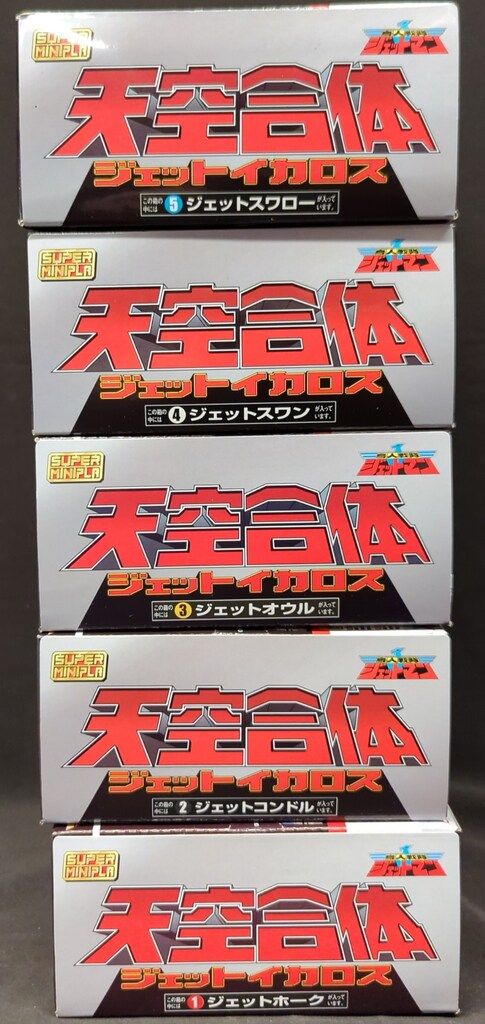 SUPER MINIPLA
鳥人戦隊
ジェットマン
天空合体
ジェットイカロス
この箱の中には 5 ジェットスワロー が入っています。
SUPER MINIPLA
鳥人戦隊
ジェットマン
天空合体
ジェットイカロス
この箱の中には 4 ジェットスワン が入っています。
SUPER MINIPLA
鳥人戦隊
ジェットマン
天空合体
ジェットイカロス
この箱の中には 3 ジェットオウル が入っています。
SUPER MINIPLA
鳥人戦隊
ジェットマン
天空合体
ジェットイカロス
この箱の中には 2 ジェットコンドル が入っています。
SUPER MINIPLA
鳥人戦隊
ジェットマン
天空合体
ジェットイカロス
この箱の中には 1 ジェットホーク が入っています。